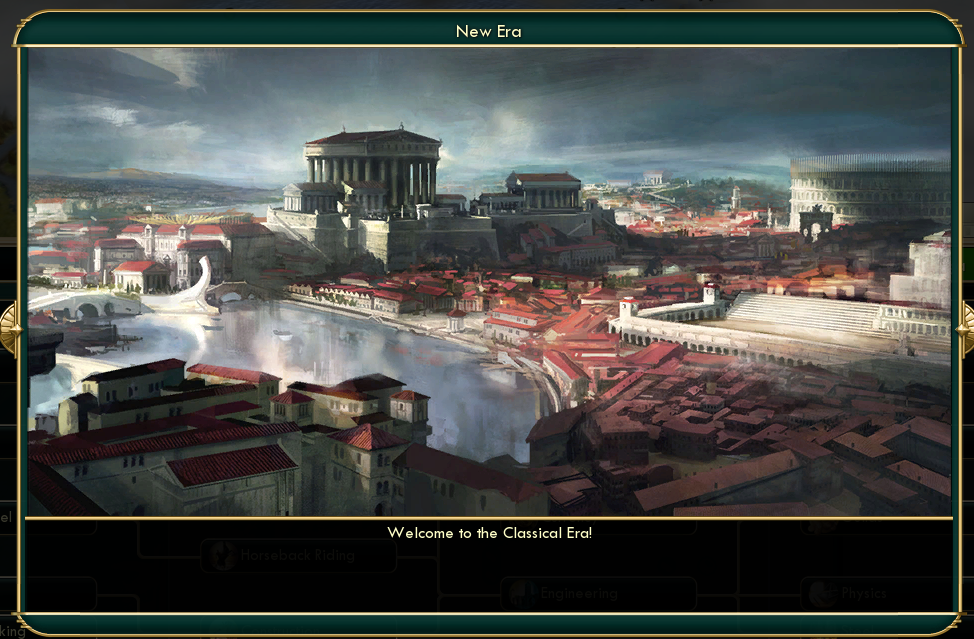 New Era
Welcome to the Classical Era!
Horseback Riding
Engineering
Physics